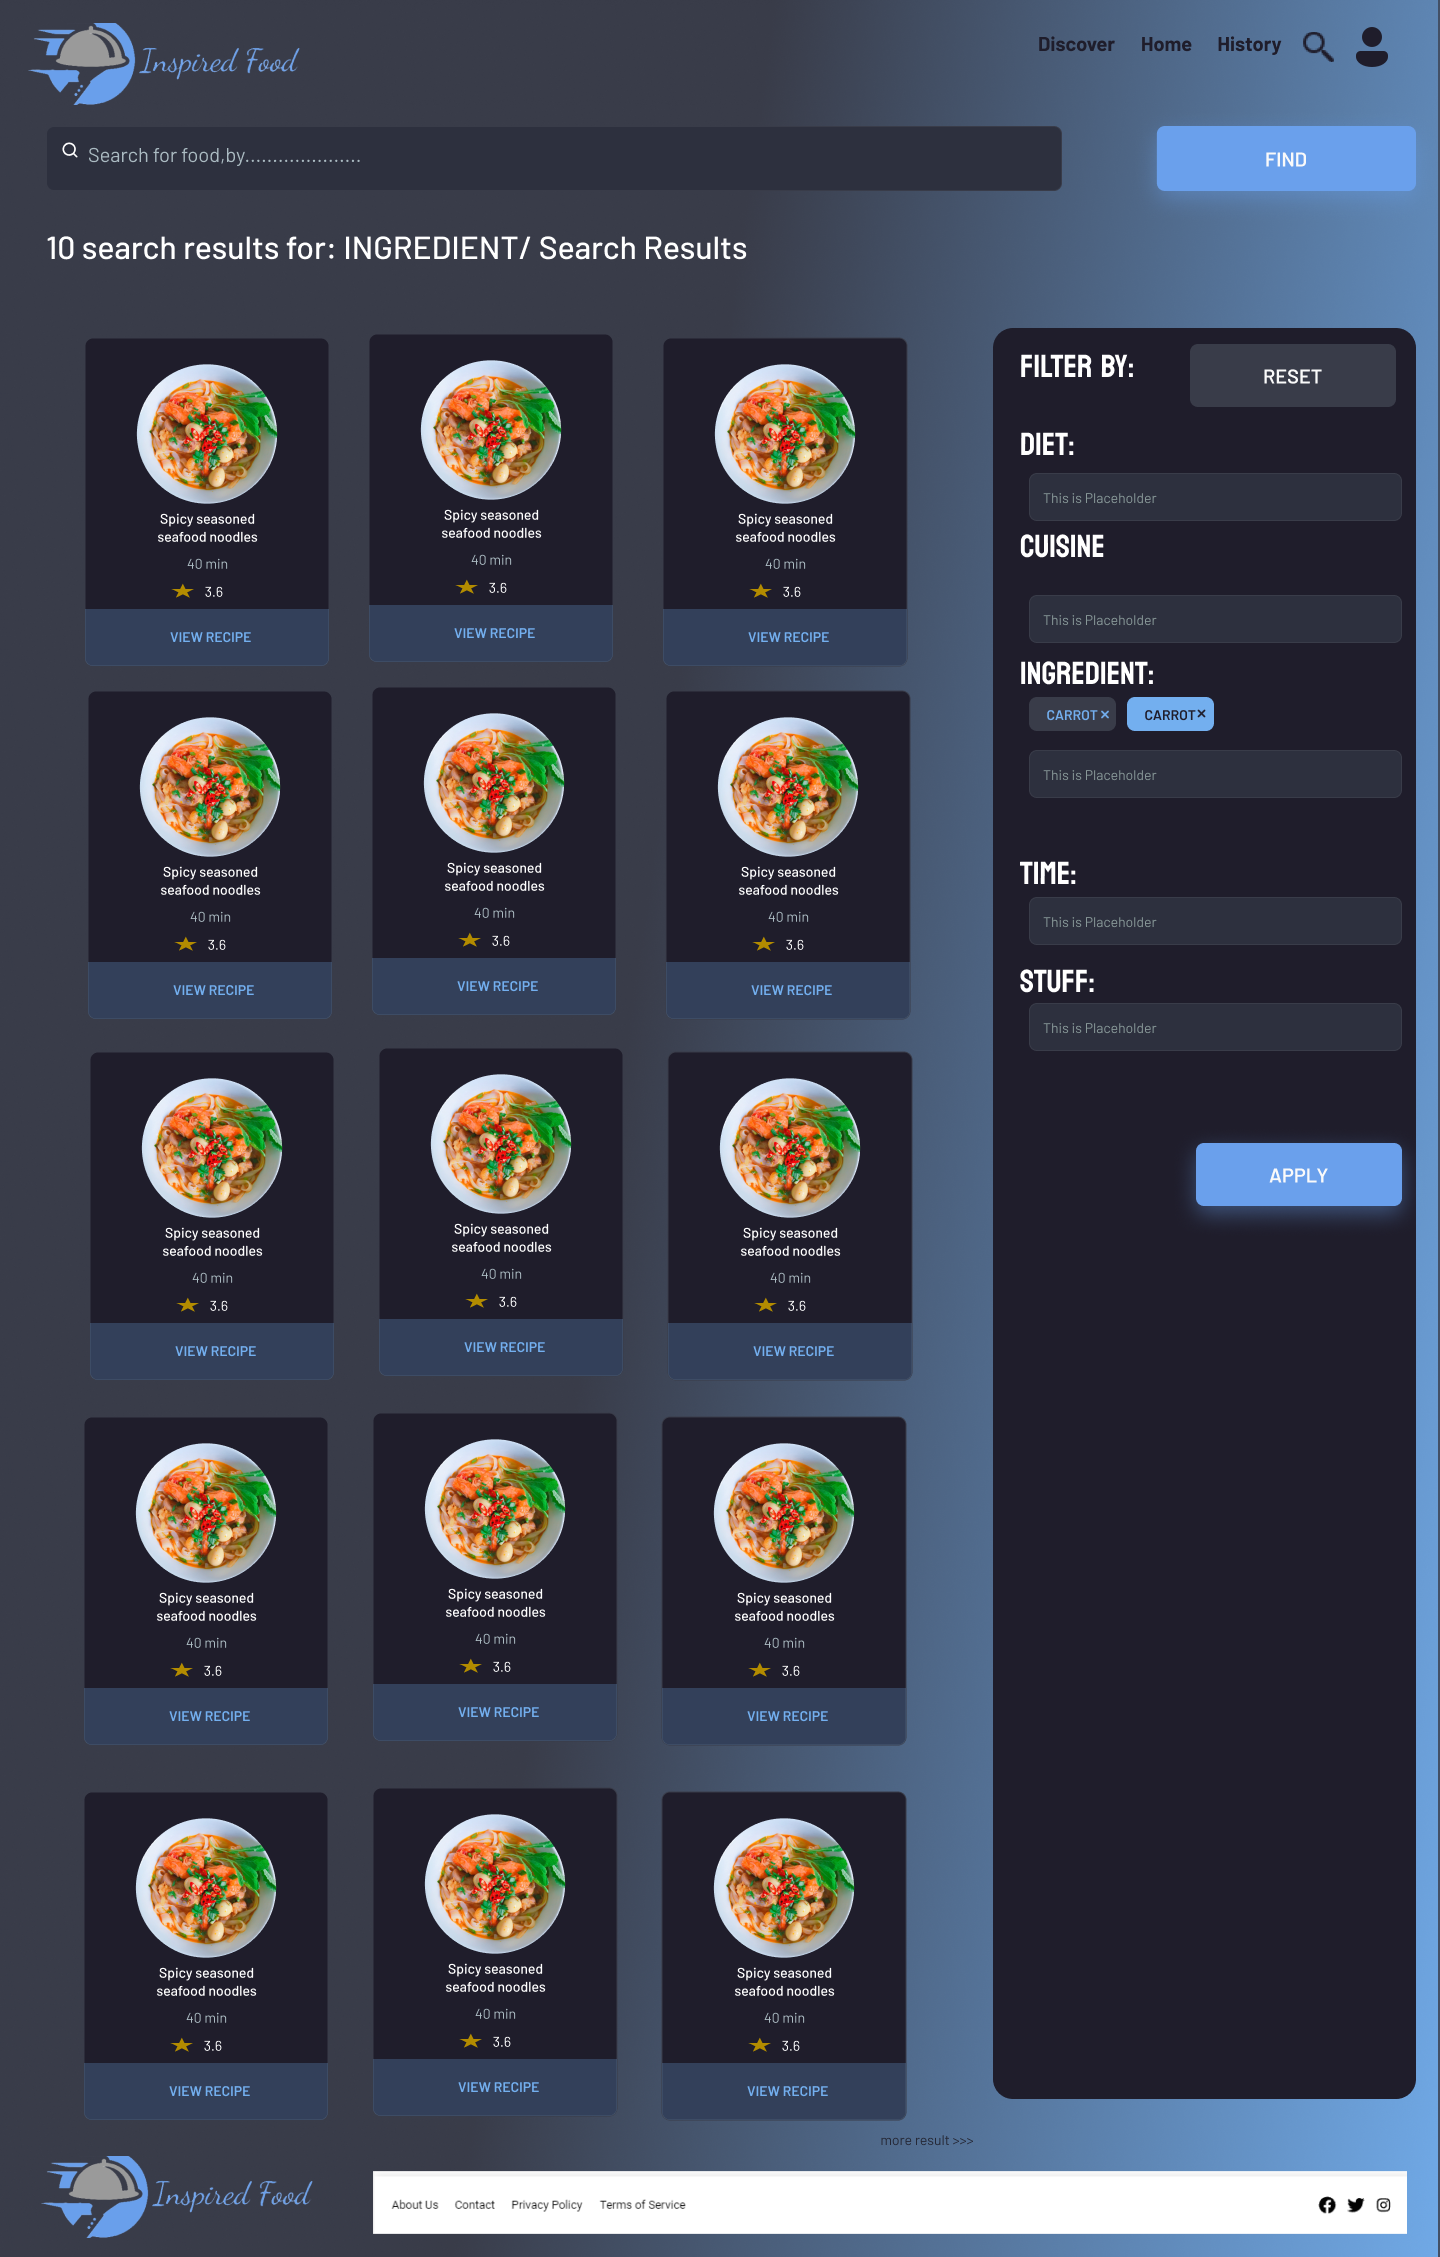 Inspired Food
Discover Home History
Search for food,by.....................
FIND
10 search results for: INGREDIENT/ Search Results
Spicy seasoned
seafood noodles
40 min
3.6
VIEW RECIPE
Spicy seasoned
seafood noodles
40 min
3.6
VIEW RECIPE
Spicy seasoned
seafood noodles
40 min
3.6
VIEW RECIPE
Spicy seasoned
seafood noodles
40 min
3.6
VIEW RECIPE
Spicy seasoned
seafood noodles
40 min
3.6
VIEW RECIPE
Spicy seasoned
seafood noodles
40 min
3.6
VIEW RECIPE
Spicy seasoned
seafood noodles
40 min
3.6
VIEW RECIPE
Spicy seasoned
seafood noodles
40 min
3.6
VIEW RECIPE
Spicy seasoned
seafood noodles
40 min
3.6
VIEW RECIPE
Spicy seasoned
seafood noodles
40 min
3.6
VIEW RECIPE
Spicy seasoned
seafood noodles
40 min
3.6
VIEW RECIPE
Spicy seasoned
seafood noodles
40 min
3.6
VIEW RECIPE
Spicy seasoned
seafood noodles
40 min
3.6
VIEW RECIPE
Spicy seasoned
seafood noodles
40 min
3.6
VIEW RECIPE
Spicy seasoned
seafood noodles
40 min
3.6
VIEW RECIPE
FILTER BY:
RESET
DIET:
This is Placeholder
CUISINE
This is Placeholder
INGREDIENT:
CARROT × CARROT ×
This is Placeholder
TIME:
This is Placeholder
STUFF:
This is Placeholder
APPLY
more result >>>
Inspired Food
About Us Contact Privacy Policy Terms of Service